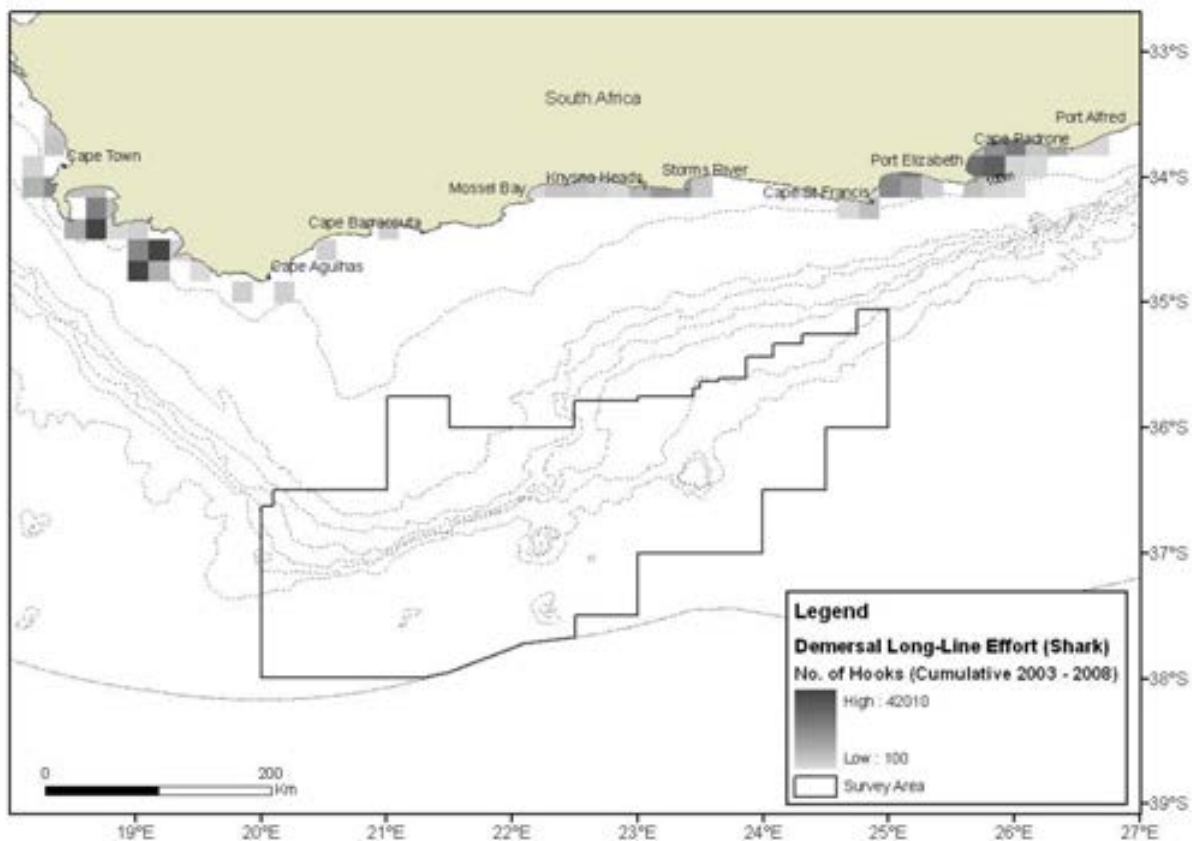 South Africa
Port Alfred
Cape Padrone
Cape Town
Port Elizabeth
Storms River
Knysna Heads
Mossel Bay
Cape St Francis
Cape Barracouta
Cape Agulhas
33°S
34°S
35°S
36°S
37°S
38°S
39°S
Legend
Demersal Long-Line Effort (Shark)
No. of Hooks (Cumulative 2003 - 2008)
High : 42010
Low : 100
Survey Area
0 200
Km
19°E 20°E 21°E 22°E 23°E 24°E 25°E 26°E 27°E